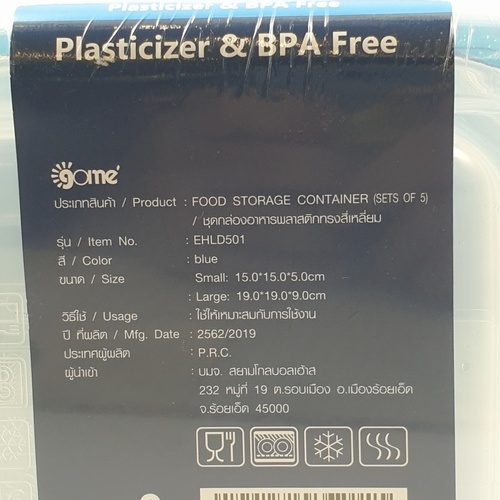 Plasticizer & BPA Free
gome
ประเภทสินค้า / Product : FOOD STORAGE CONTAINER (SETS OF 5)
/ ชุดกล่องอาหารพลาสติกทรงสี่เหลี่ยม
รุ่น / Item No. : EHLD501
สี / Color : blue
ขนาด / Size Small: 15.0*15.0*5.0cm
: Large: 19.0*19.0*9.0cm
วิธีใช้ / Usage : ใช้ให้เหมาะสมกับการใช้งาน
ปี ที่ผลิต / Mfg. Date : 2562/2019
ประเทศผู้ผลิต : P.R.C.
ผู้นำเข้า : บมจ. สยามโกลบอลเฮ้าส
232 หมู่ที่ 19 ต.รอบเมือง อ.เมืองร้อยเอ็ด
จ.ร้อยเอ็ด 45000